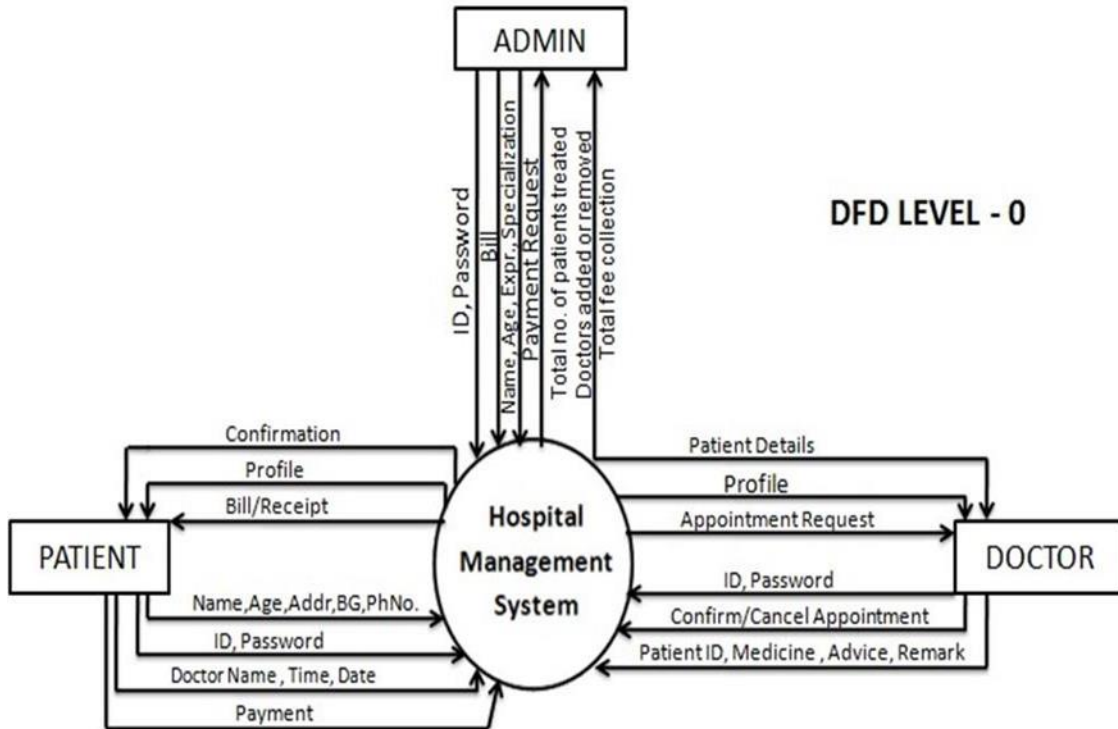 ADMIN
ID, Password
Bill
Name, Age, Expr., Specialization
Payment Request
Total no. of patients treated
Doctors added or removed
Total fee collection
DFD LEVEL - 0
Confirmation
Profile
Bill/Receipt
PATIENT
Name,Age,Addr,BG,PhNo.
ID, Password
Doctor Name , Time, Date
Payment
Hospital
Management
System
Patient Details
Profile
Appointment Request
DOCTOR
ID, Password
Confirm/Cancel Appointment
Patient ID, Medicine , Advice, Remark